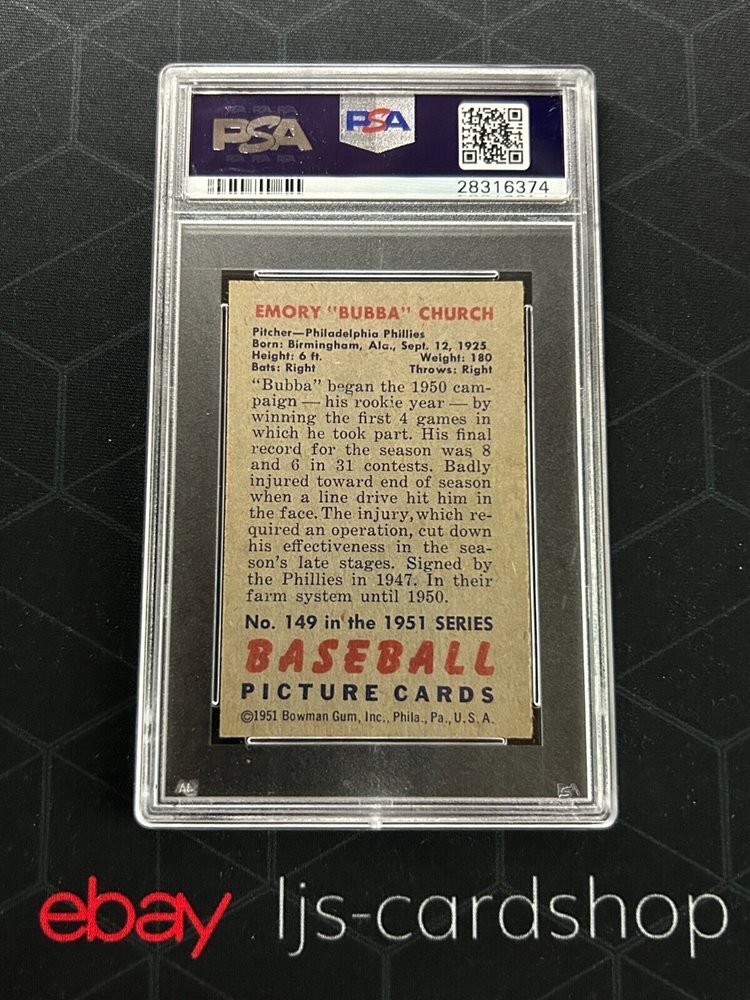 PSA PSA PSA
PSA
PSA PSA PSA
PSA
28316374
EMORY "BUBBA" CHURCH
Pitcher—Philadelphia Phillies
Born: Birmingham, Ala., Sept. 12, 1925
Height: 6 ft. Weight: 180
Bats: Right Throws: Right
"Bubba" began the 1950 cam-
paign — his rookie year — by
winning the first 4 games in
which he took part. His final
record for the season was 8
and 6 in 31 contests. Badly
injured toward end of season
when a line drive hit him in
the face. The injury, which re-
quired an operation, cut down
his effectiveness in the sea-
son's late stages. Signed by
the Phillies in 1947. In their
farm system until 1950.
No. 149 in the 1951 SERIES
BASEBALL
PICTURE CARDS
©1951 Bowman Gum, Inc., Phila., Pa., U.S.A.
ebay ljs-cardshop